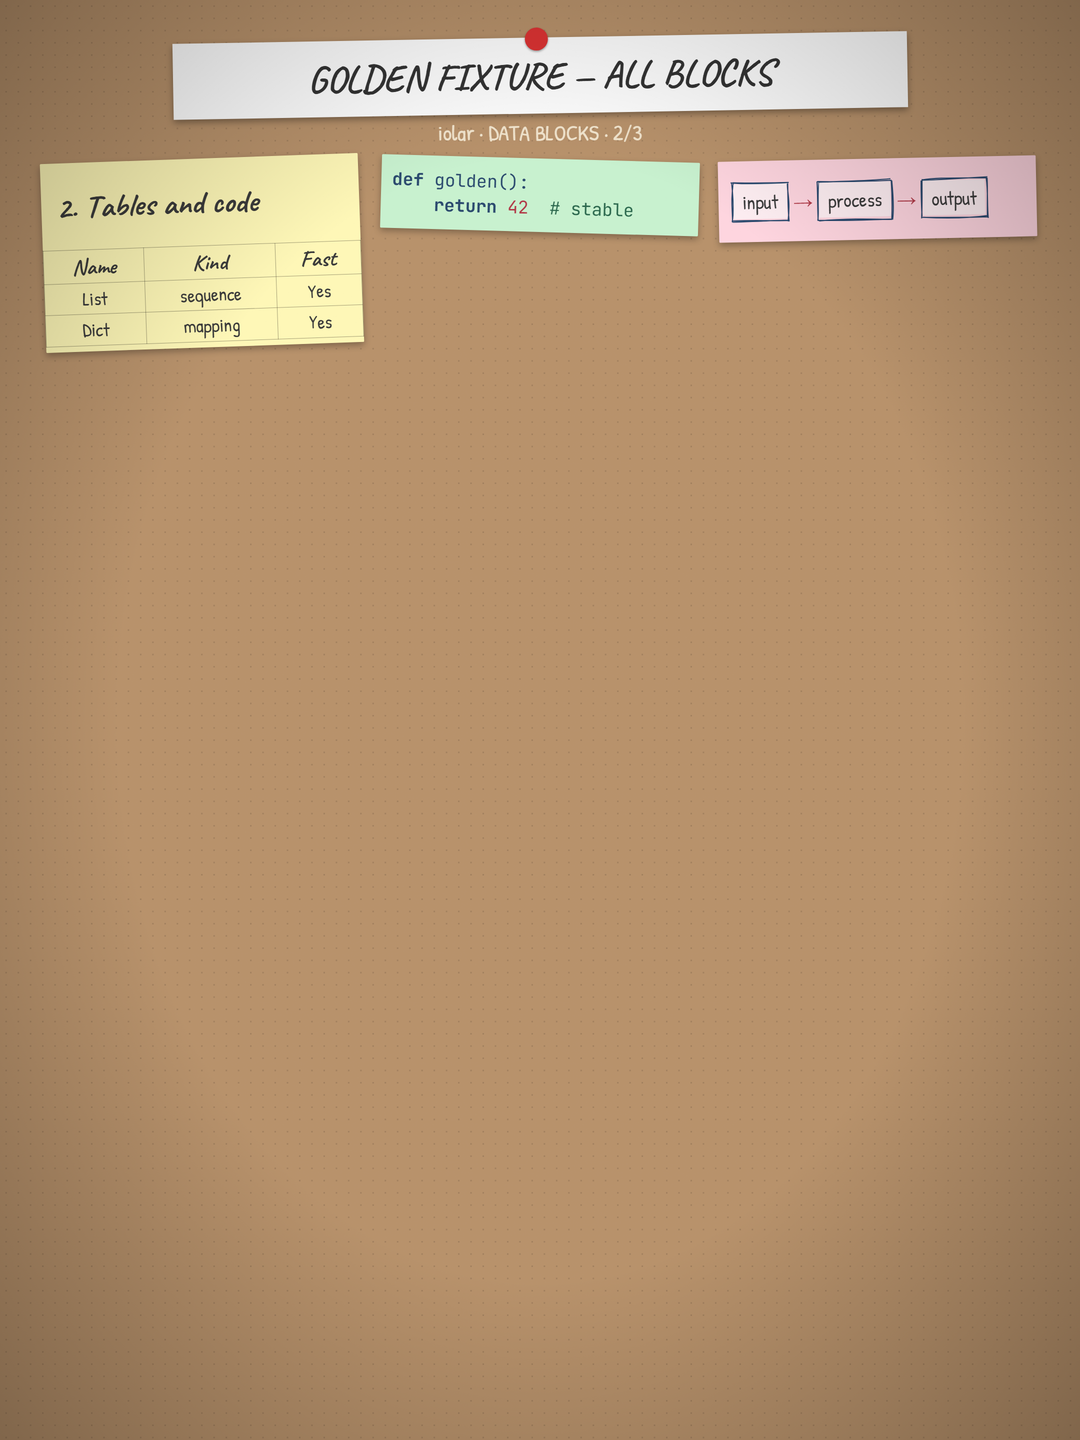 GOLDEN FIXTURE – ALL BLOCKS
iolar · DATA BLOCKS · 2/3
2. Tables and code
Name Kind Fast
List sequence Yes
Dict mapping Yes
def golden():
    return 42  # stable
input → process → output